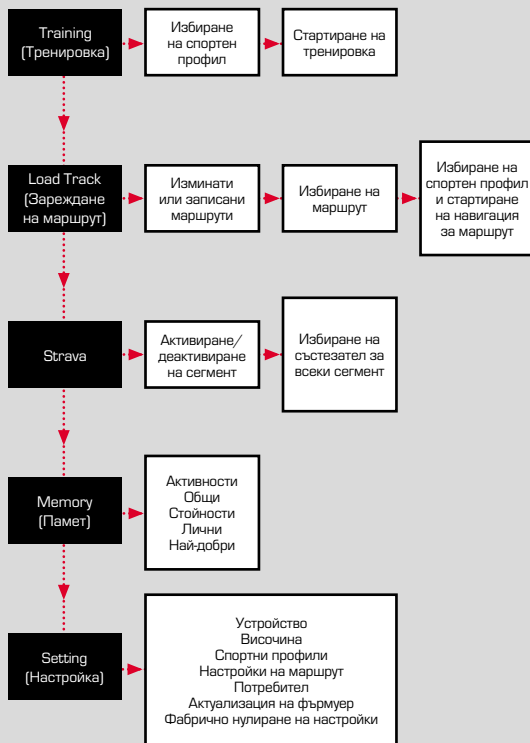 Training
(Тренировка)
Избиране
на спортен
профил
Стартиране на
тренировка
Load Track
(Зареждане
на маршрут)
Изминати
или записани
маршрути
Избиране на
маршрут
Избиране на
спортен профил
и стартиране
на навигация
за маршрут
Strava
Активиране/
деактивиране
на сегмент
Избиране на
състезател за
всеки сегмент
Memory
(Памет)
Активности
Общи
Стойности
Лични
Най-добри
Setting
(Настройка)
Устройство
Височина
Спортни профили
Настройки на маршрут
Потребител
Актуализация на фърмуер
Фабрично нулиране на настройки